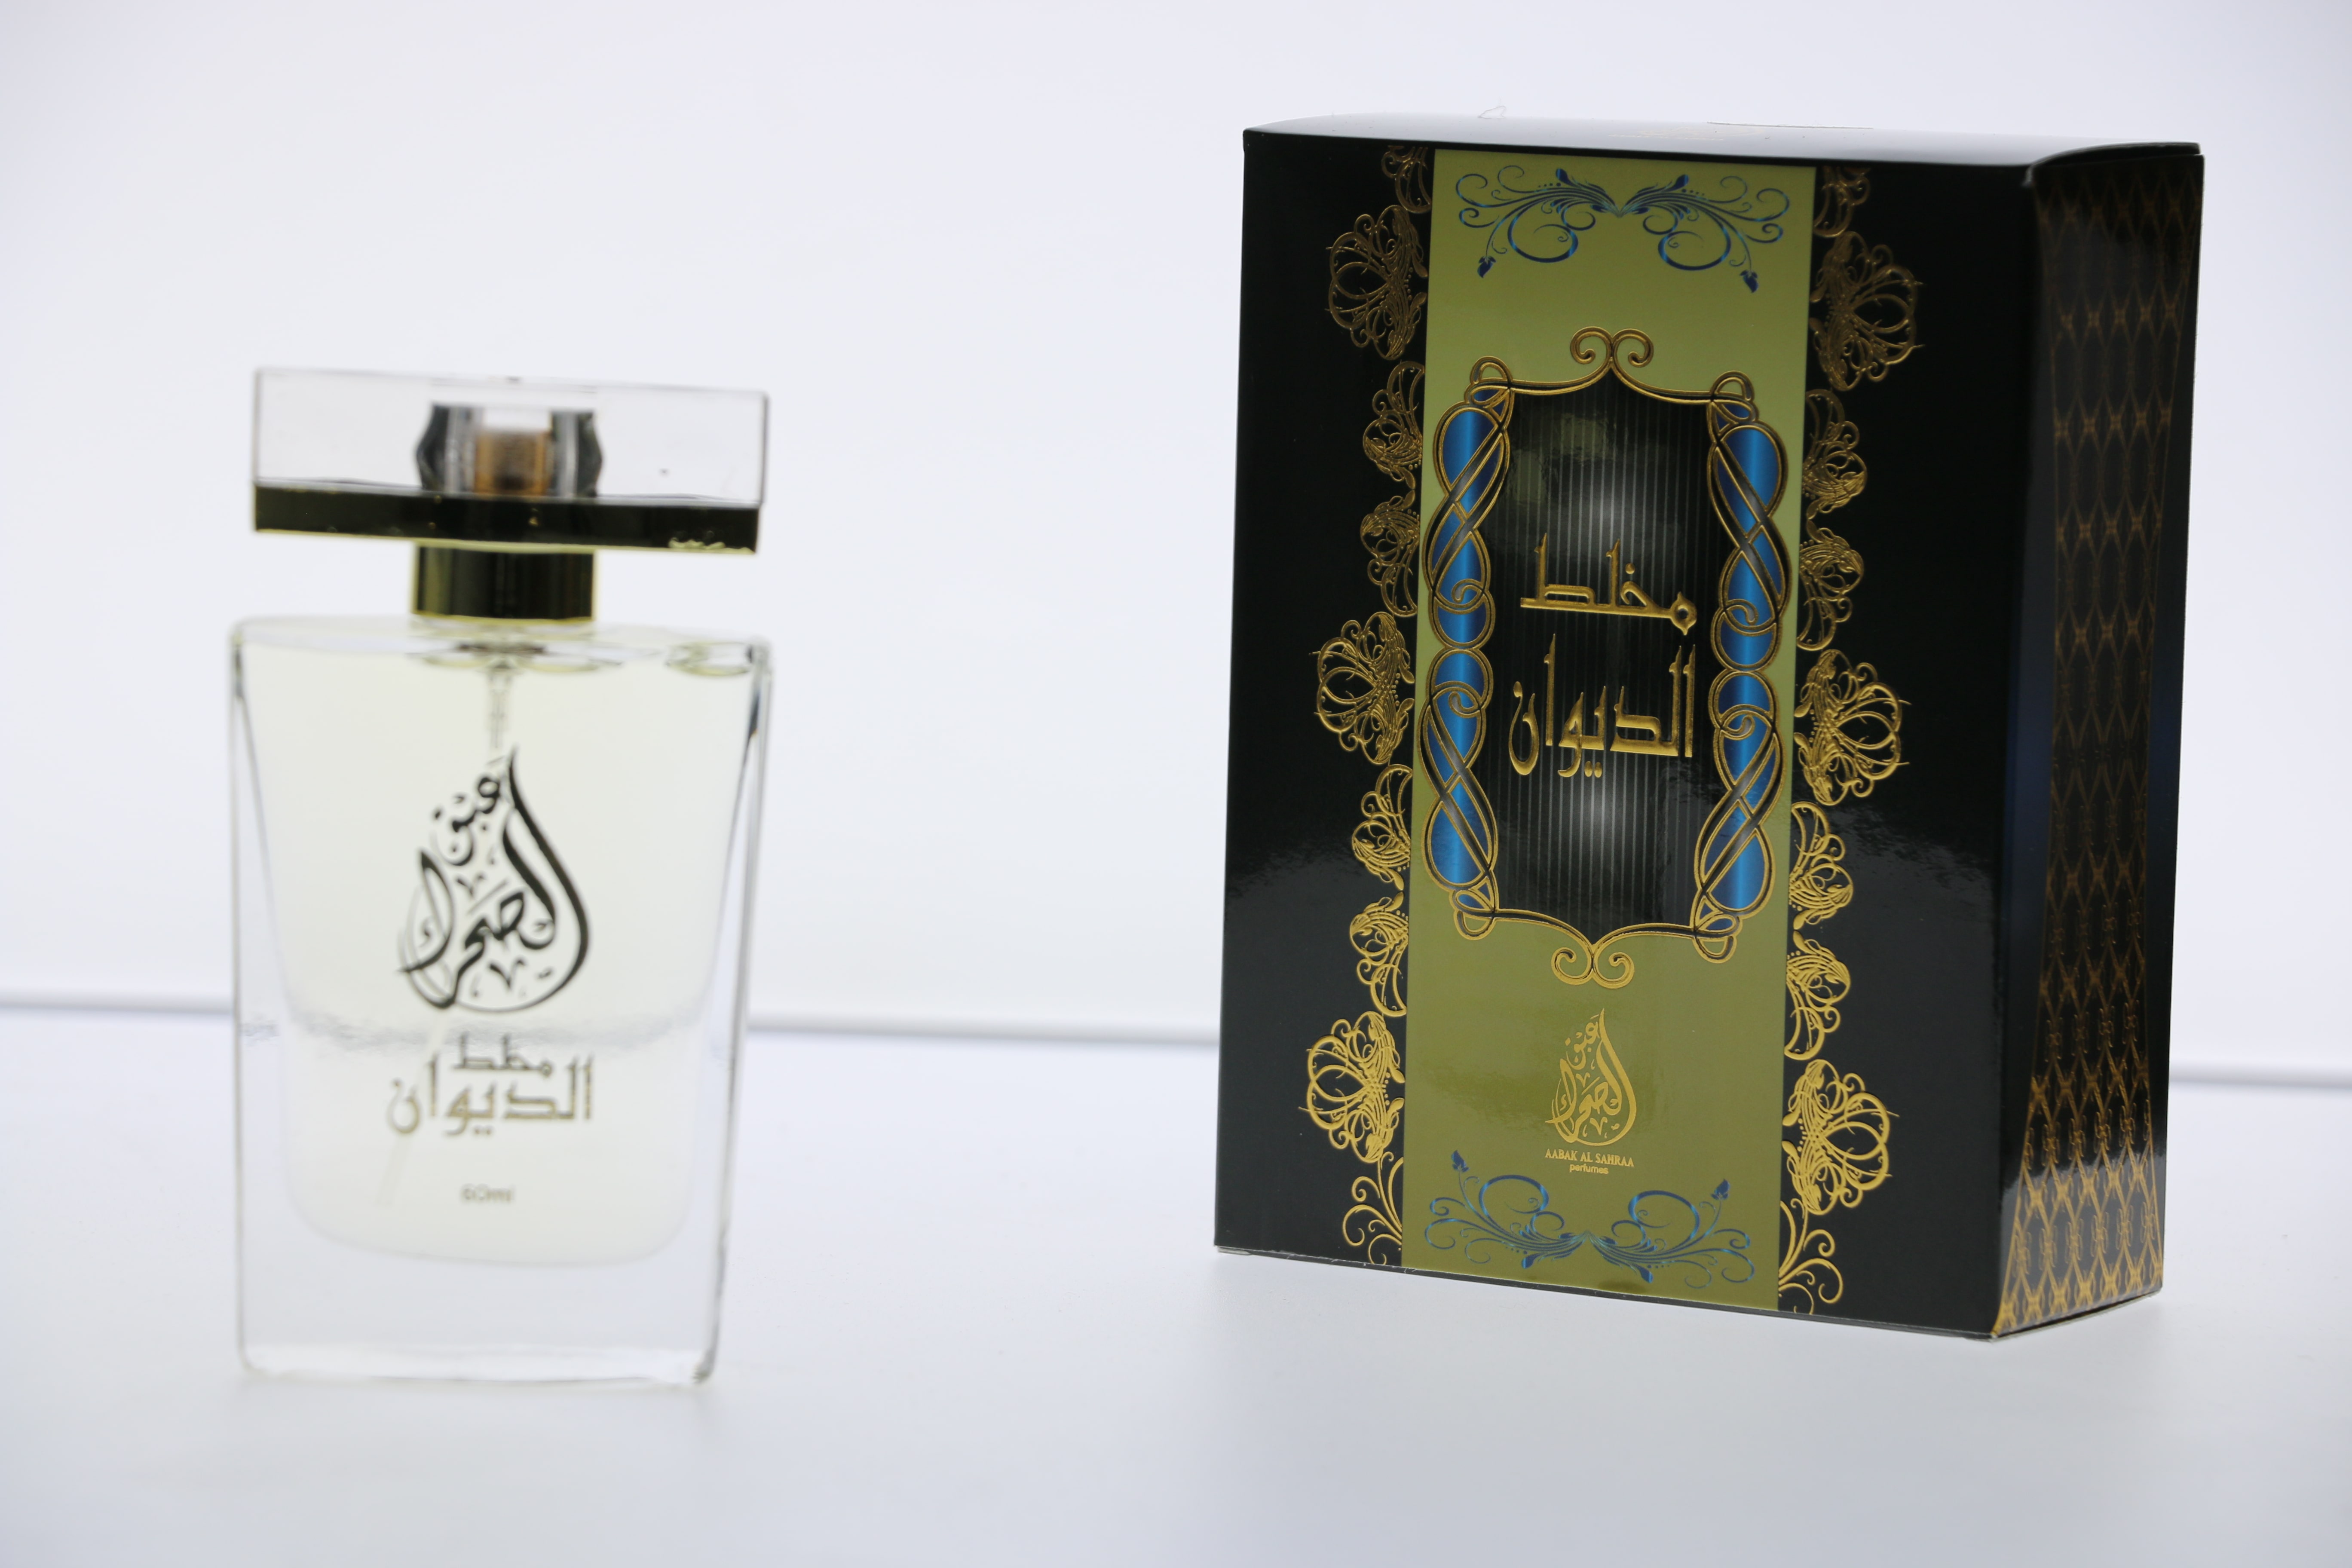 عبق
الصحراء
مخلط
الديوان
60ml
مخلط
الديوان
عبق
الصحراء
AABAK AL SAHRAA
perfumes